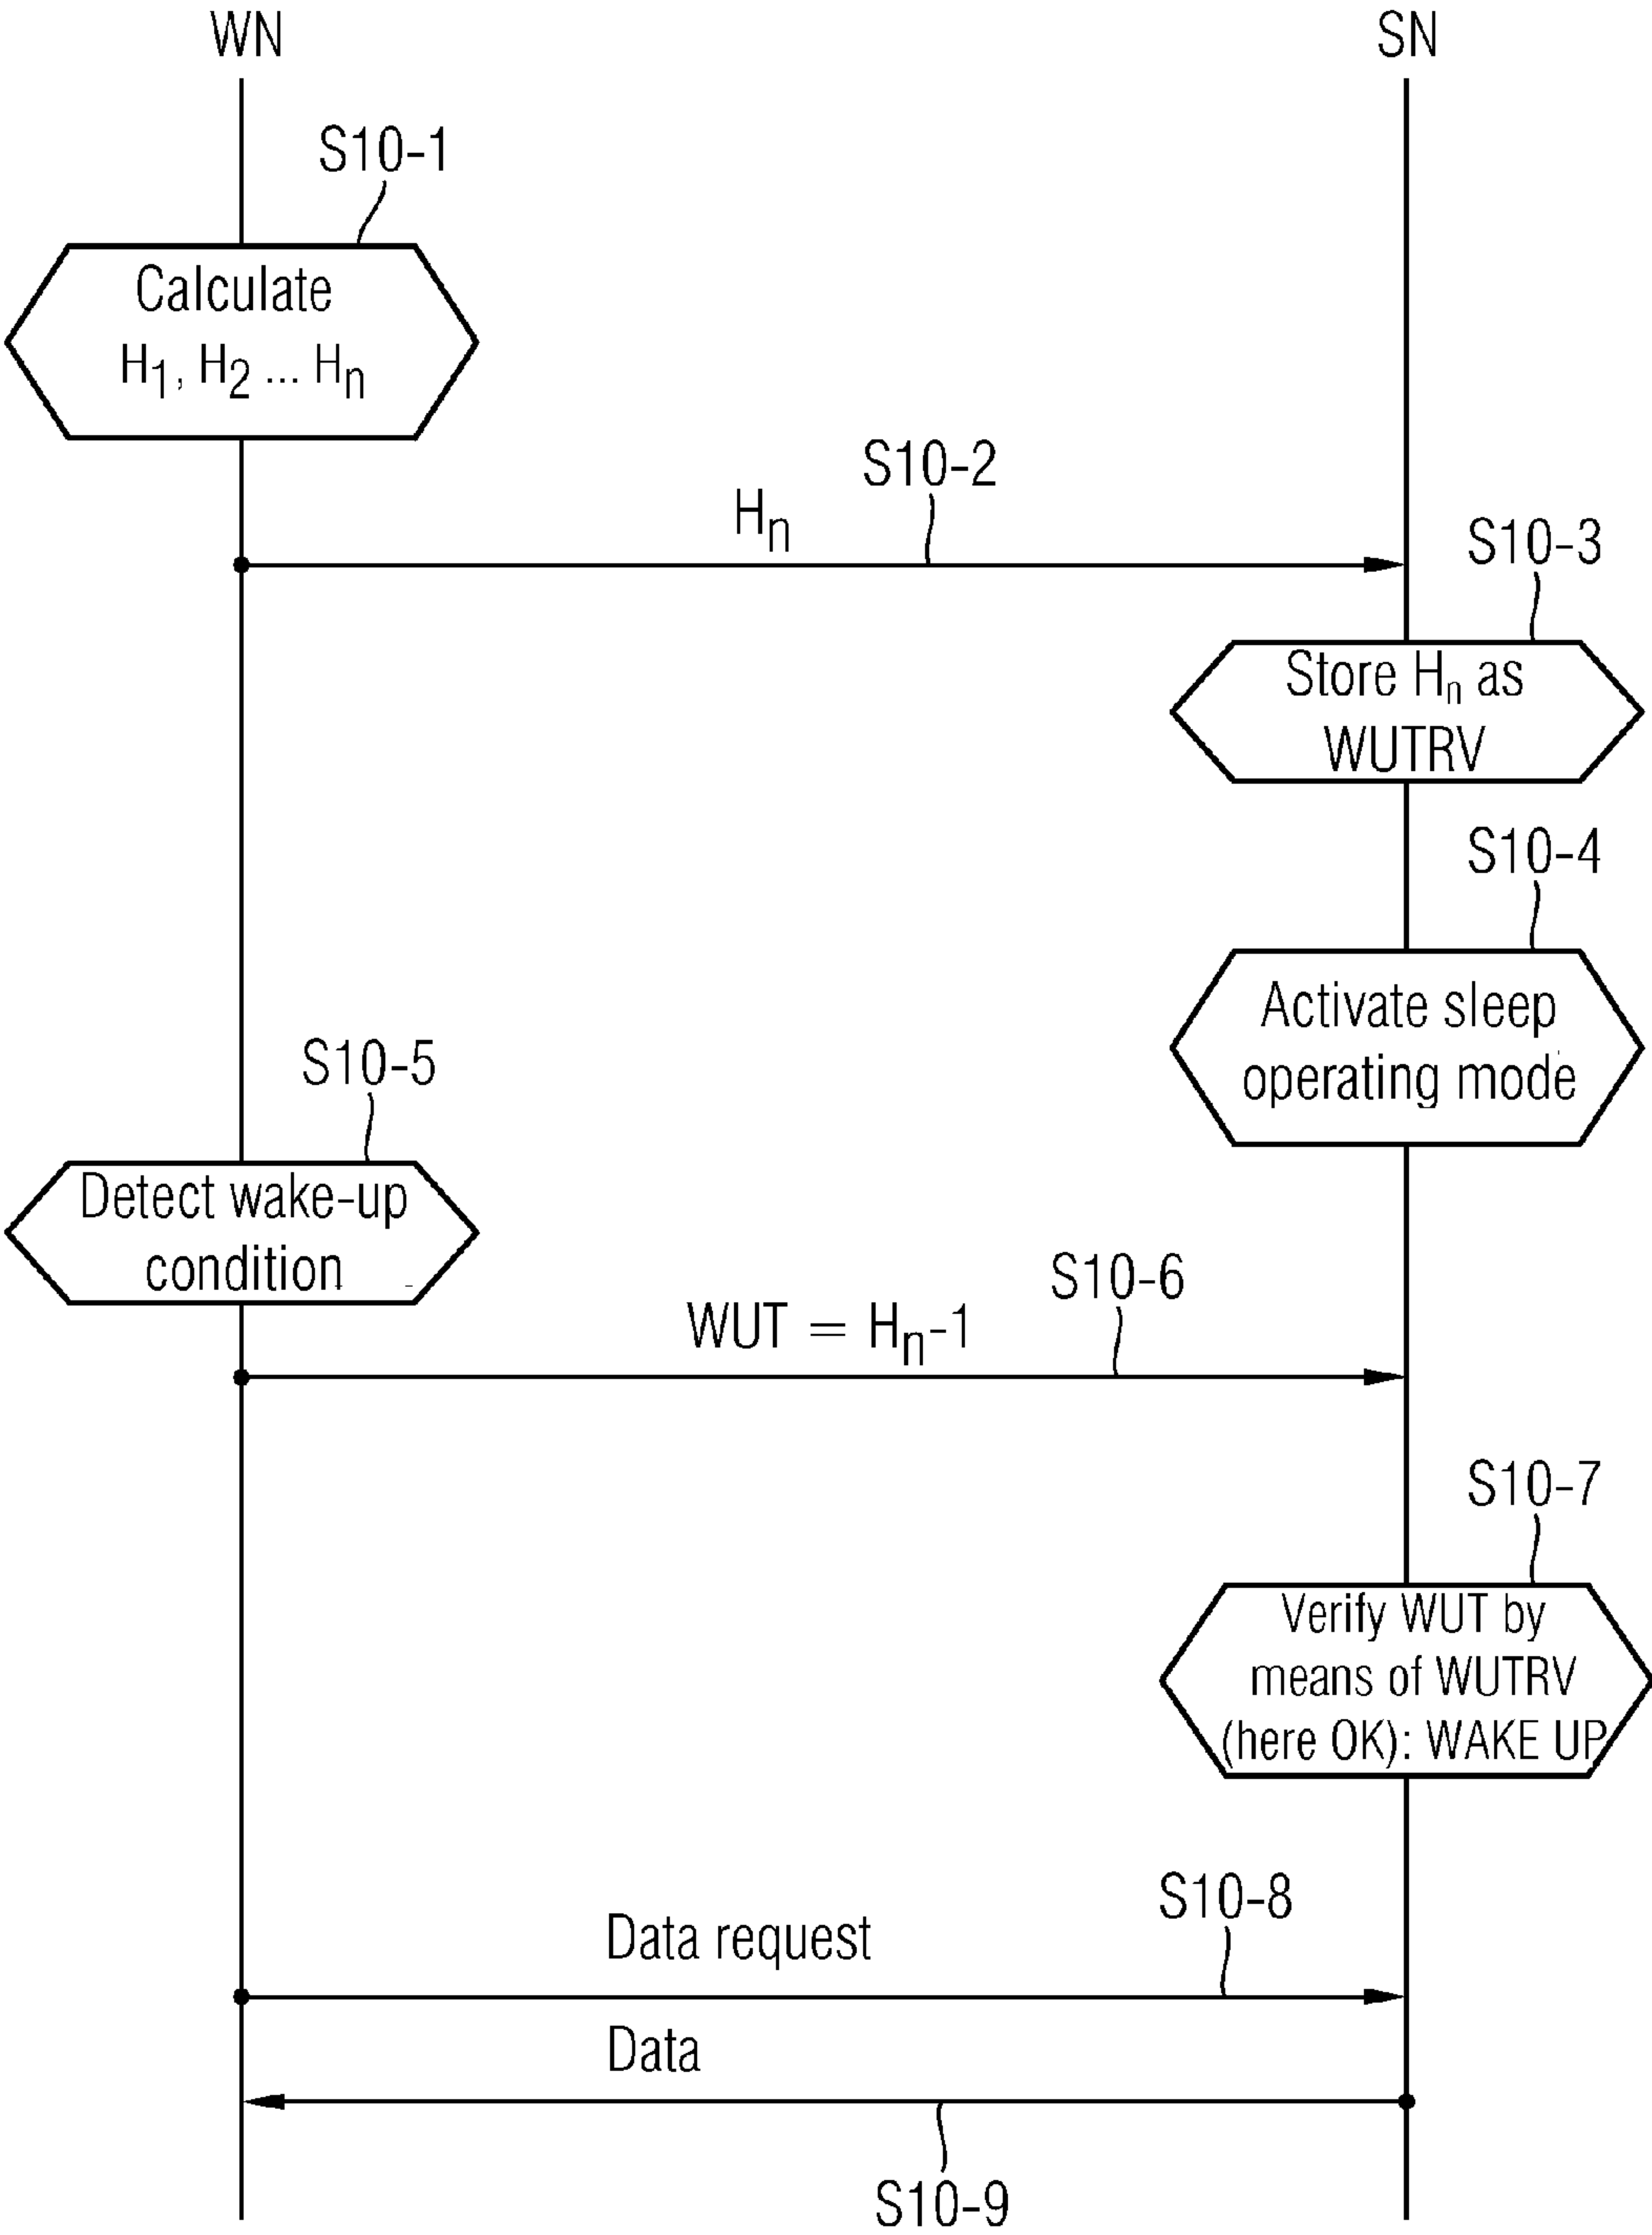 WN
SN
S10-1
Calculate
H1, H2 ... Hn
S10-2
Hn
S10-3
Store Hn as
WUTRV
S10-4
Activate sleep
operating mode
S10-5
Detect wake-up
condition
S10-6
WUT = Hn-1
S10-7
Verify WUT by
means of WUTRV
(here OK): WAKE UP
S10-8
Data request
Data
S10-9